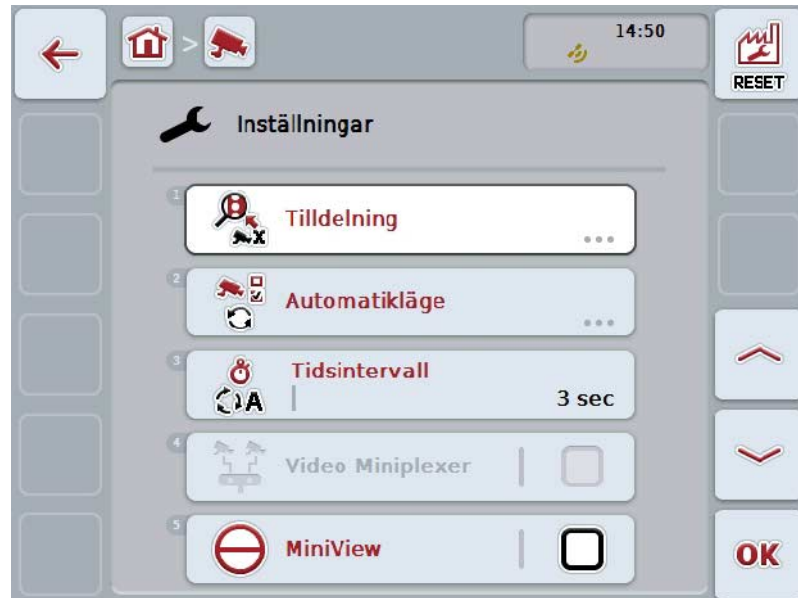 >
14:50
RESET
Inställningar
1
Tilldelning
...
2
Automatikläge
...
3
Tidsintervall
A
3 sec
4
Video Miniplexer
5
MiniView
OK
X